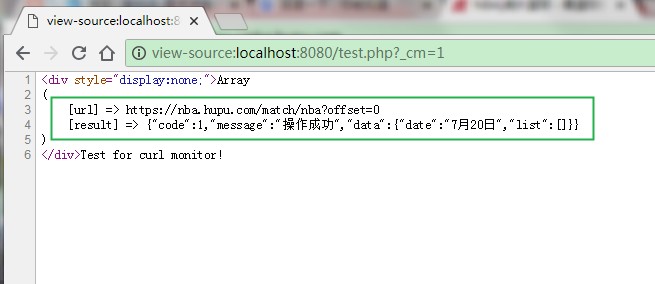 view-source:localhost:8080
view-source:localhost:8080/test.php?_cm=1
1 <div style="display:none;">Array
2 (
3 [url] => https://nba.hupu.com/match/nba?offset=0
4 [result] => {"code":1,"message":"操作成功","data":{"date":"7月20日","list":[]}}
5 )
6 </div>Test for curl monitor!